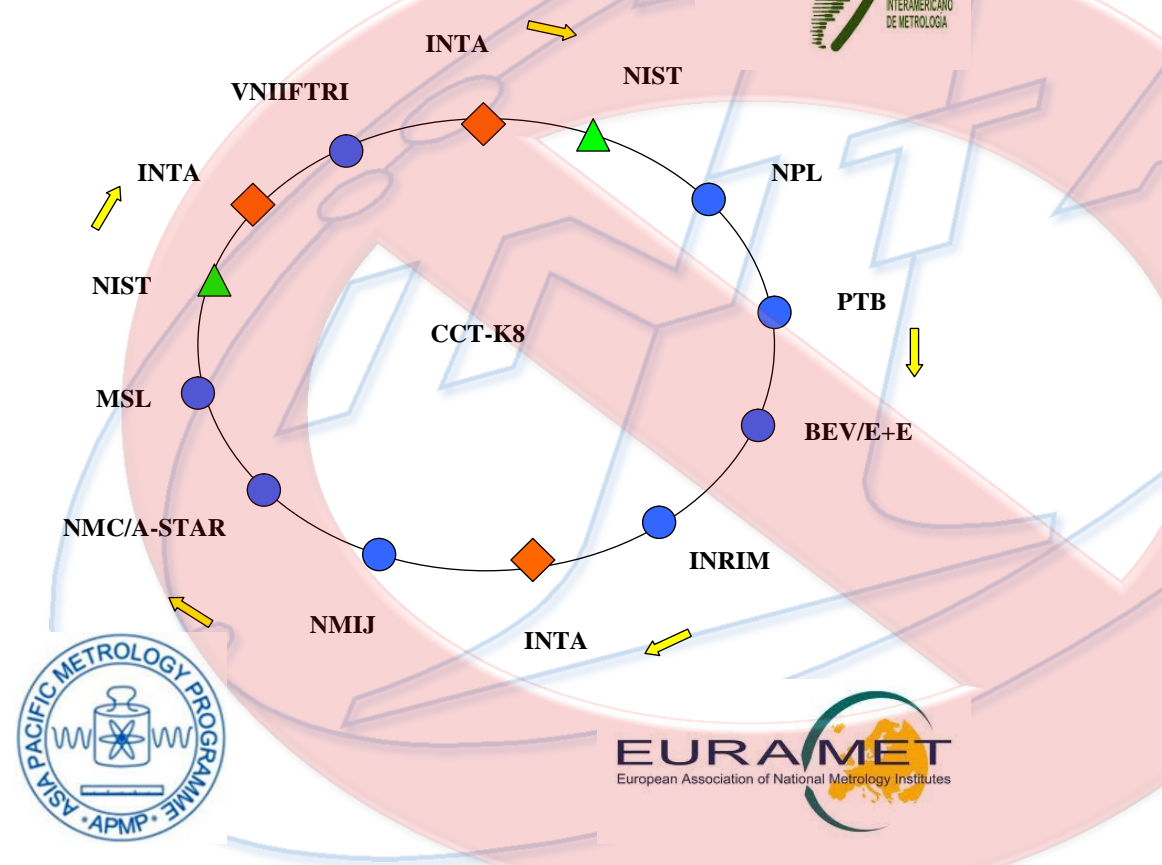 INTERAMERICANO
DE METROLOGÍA
INTA
NIST
VNIIFTRI
INTA
NPL
NIST
PTB
CCT-K8
MSL
BEV/E+E
NMC/A-STAR
INRIM
NMIJ
INTA
ASIA PACIFIC METROLOGY PROGRAMME
·APMP·
EURAMET
European Association of National Metrology Institutes